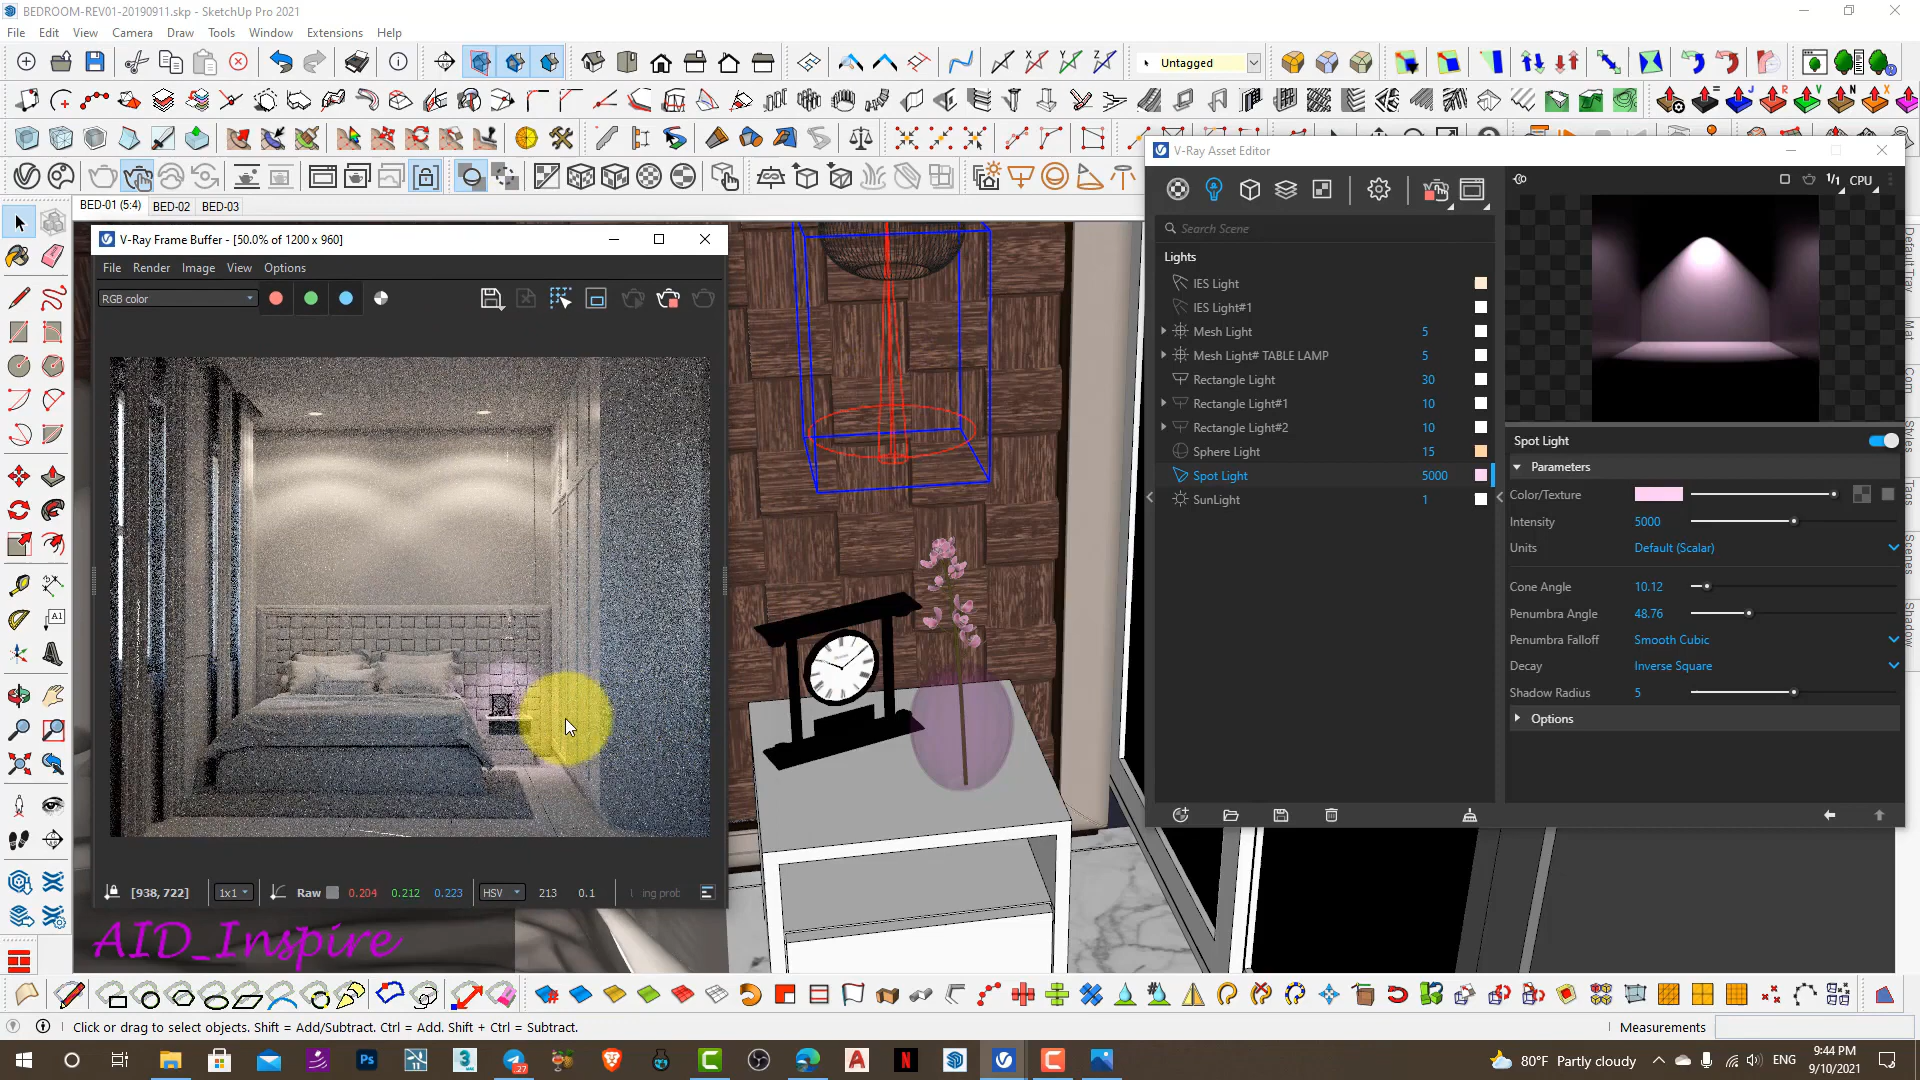 BEDROOM-REV01-20190911.skp - SketchUp Pro 2021
File Edit View Camera Draw Tools Window Extensions Help
Untagged
BED-01 (5:4) BED-02 BED-03
V-Ray Frame Buffer - [50.0% of 1200 x 960]
File Render Image View Options
RGB color
[938, 722] 1x1 Raw 0.204 0.212 0.223 HSV 213 0.1
AID_Inspire
V-Ray Asset Editor
1/1 CPU
Search Scene
Lights
IES Light
IES Light#1
Mesh Light 5
Mesh Light# TABLE LAMP 5
Rectangle Light 30
Rectangle Light#1 10
Rectangle Light#2 10
Sphere Light 15
Spot Light 5000
SunLight 1
Spot Light
Parameters
Color/Texture
Intensity 5000
Units Default (Scalar)
Cone Angle 10.12
Penumbra Angle 48.76
Penumbra Falloff Smooth Cubic
Decay Inverse Square
Shadow Radius 5
Options
Default Tray
Tags
Scenes
Shadow
Click or drag to select objects. Shift = Add/Subtract. Ctrl = Add. Shift + Ctrl = Subtract.
Measurements
80°F Partly cloudy
ENG
9:44 PM
9/10/2021